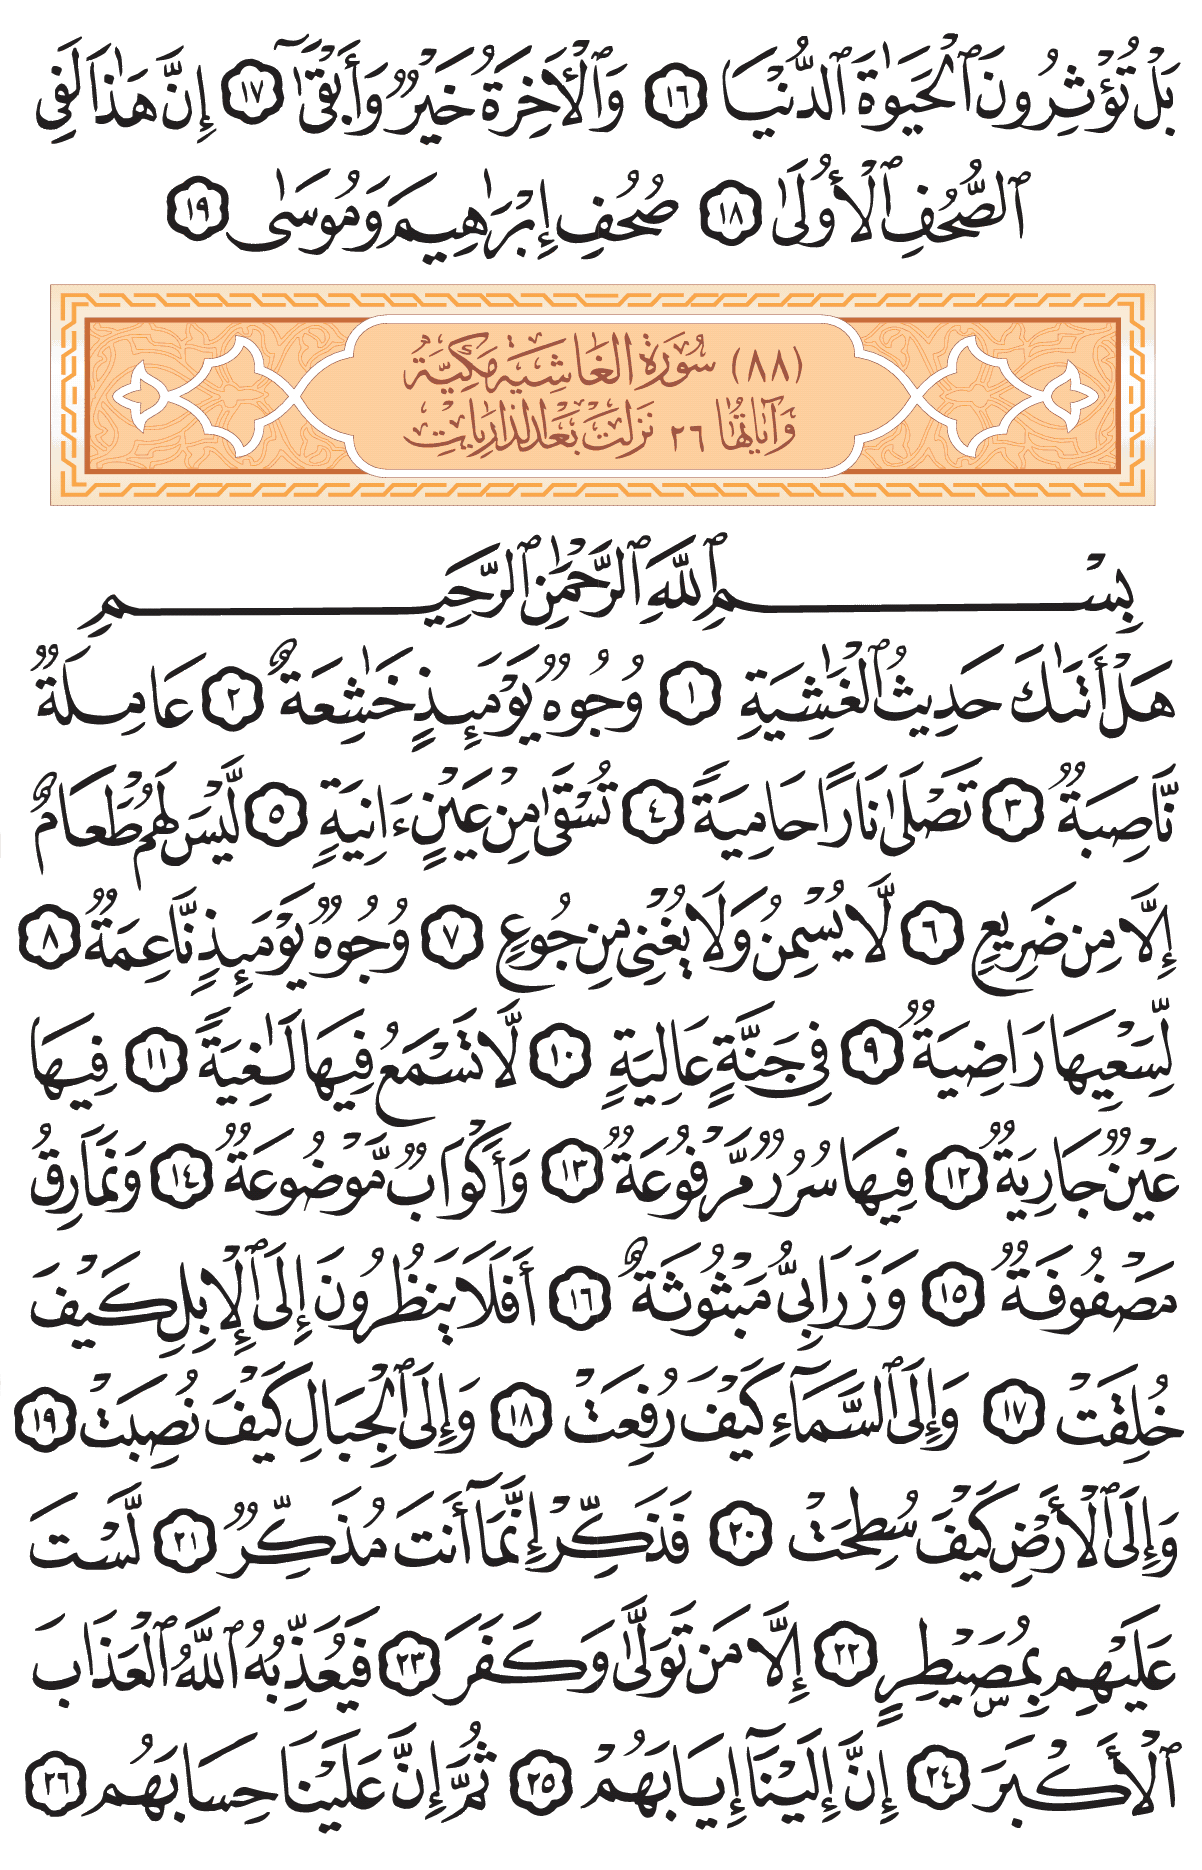 بَلْ تُؤْثِرُونَ ٱلْحَيَوٰةَ ٱلدُّنْيَا ١٦ وَٱلْأَخِرَةُ خَيْرٌ وَأَبْقَىٰٓ ١٧ إِنَّ هَٰذَا لَفِى
ٱلصُّحُفِ ٱلْأُولَىٰ ١٨ صُحُفِ إِبْرَٰهِيمَ وَمُوسَىٰ ١٩
(٨٨) سُورَةُ الغَاشِيَةِ مَكِيَّةٌ
وَآيَاتُهَا ٢٦ نَزَلَتْ بَعْدَ الذَارِيَاتِ
بِسْمِ ٱللَّهِ ٱلرَّحْمَٰنِ ٱلرَّحِيمِ
هَلْ أَتَىٰكَ حَدِيثُ ٱلْغَٰشِيَةِ ١ وُجُوهٌ يَوْمَئِذٍ خَٰشِعَةٌ ٢ عَامِلَةٌ
نَّاصِبَةٌ ٣ تَصْلَىٰ نَارًا حَامِيَةً ٤ تُسْقَىٰ مِنْ عَيْنٍ ءَانِيَةٍ ٥ لَّيْسَ لَهُمْ طَعَامٌ
إِلَّا مِن ضَرِيعٍ ٦ لَّا يُسْمِنُ وَلَا يُغْنِى مِن جُوعٍ ٧ وُجُوهٌ يَوْمَئِذٍ نَّاعِمَةٌ ٨
لِّسَعْيِهَا رَاضِيَةٌ ٩ فِى جَنَّةٍ عَالِيَةٍ ١٠ لَّا تَسْمَعُ فِيهَا لَٰغِيَةً ١١ فِيهَا
عَيْنٌ جَارِيَةٌ ١٢ فِيهَا سُرُرٌ مَّرْفُوعَةٌ ١٣ وَأَكْوَابٌ مَّوْضُوعَةٌ ١٤ وَنَمَارِقُ
مَصْفُوفَةٌ ١٥ وَزَرَابِىُّ مَبْثُوثَةٌ ١٦ أَفَلَا يَنظُرُونَ إِلَى ٱلْإِبِلِ كَيْفَ
خُلِقَتْ ١٧ وَإِلَى ٱلسَّمَآءِ كَيْفَ رُفِعَتْ ١٨ وَإِلَى ٱلْجِبَالِ كَيْفَ نُصِبَتْ ١٩
وَإِلَى ٱلْأَرْضِ كَيْفَ سُطِحَتْ ٢٠ فَذَكِّرْ إِنَّمَآ أَنتَ مُذَكِّرٌ ٢١ لَّسْتَ
عَلَيْهِم بِمُصَيْطِرٍ ٢٢ إِلَّا مَن تَوَلَّىٰ وَكَفَرَ ٢٣ فَيُعَذِّبُهُ ٱللَّهُ ٱلْعَذَابَ
ٱلْأَكْبَرَ ٢٤ إِنَّ إِلَيْنَآ إِيَابَهُمْ ٢٥ ثُمَّ إِنَّ عَلَيْنَا حِسَابَهُم ٢٦